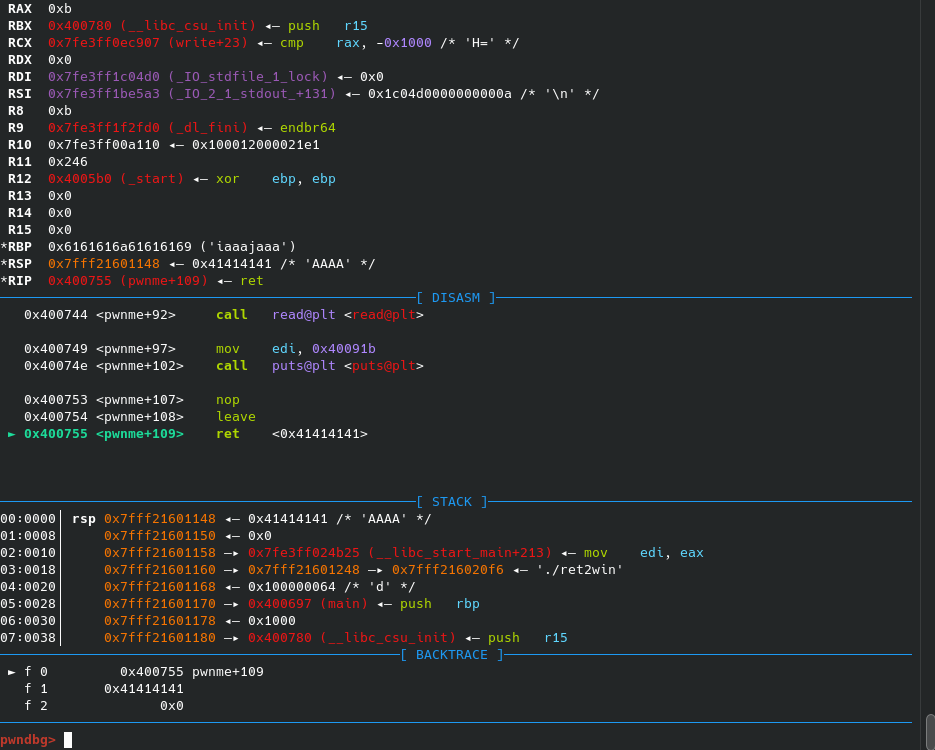 RAX  0xb
RBX  0x400780 (__libc_csu_init) ◂— push   r15
RCX  0x7fe3ff0ec907 (write+23) ◂— cmp    rax, -0x1000 /* 'H=' */
RDX  0x0
RDI  0x7fe3ff1c04d0 (_IO_stdfile_1_lock) ◂— 0x0
RSI  0x7fe3ff1be5a3 (_IO_2_1_stdout_+131) ◂— 0x1c04d0000000000a /* '\n' */
R8   0xb
R9   0x7fe3ff1f2fd0 (_dl_fini) ◂— endbr64
R10  0x7fe3ff00a110 ◂— 0x100012000021e1
R11  0x246
R12  0x4005b0 (_start) ◂— xor    ebp, ebp
R13  0x0
R14  0x0
R15  0x0
*RBP  0x6161616a61616169 ('iaaajaaa')
*RSP  0x7fff21601148 ◂— 0x41414141 /* 'AAAA' */
*RIP  0x400755 (pwnme+109) ◂— ret
[ DISASM ]
0x400744 <pwnme+92>     call   read@plt <read@plt>
0x400749 <pwnme+97>     mov    edi, 0x40091b
0x40074e <pwnme+102>    call   puts@plt <puts@plt>
0x400753 <pwnme+107>    nop
0x400754 <pwnme+108>    leave
► 0x400755 <pwnme+109>    ret    <0x41414141>
[ STACK ]
00:0000│ rsp 0x7fff21601148 ◂— 0x41414141 /* 'AAAA' */
01:0008│     0x7fff21601150 ◂— 0x0
02:0010│     0x7fff21601158 —▸ 0x7fe3ff024b25 (__libc_start_main+213) ◂— mov    edi, eax
03:0018│     0x7fff21601160 —▸ 0x7fff21601248 —▸ 0x7fff216020f6 ◂— './ret2win'
04:0020│     0x7fff21601168 ◂— 0x100000064 /* 'd' */
05:0028│     0x7fff21601170 —▸ 0x400697 (main) ◂— push   rbp
06:0030│     0x7fff21601178 ◂— 0x1000
07:0038│     0x7fff21601180 —▸ 0x400780 (__libc_csu_init) ◂— push   r15
[ BACKTRACE ]
► f 0         0x400755 pwnme+109
f 1       0x41414141
f 2              0x0
pwndbg>